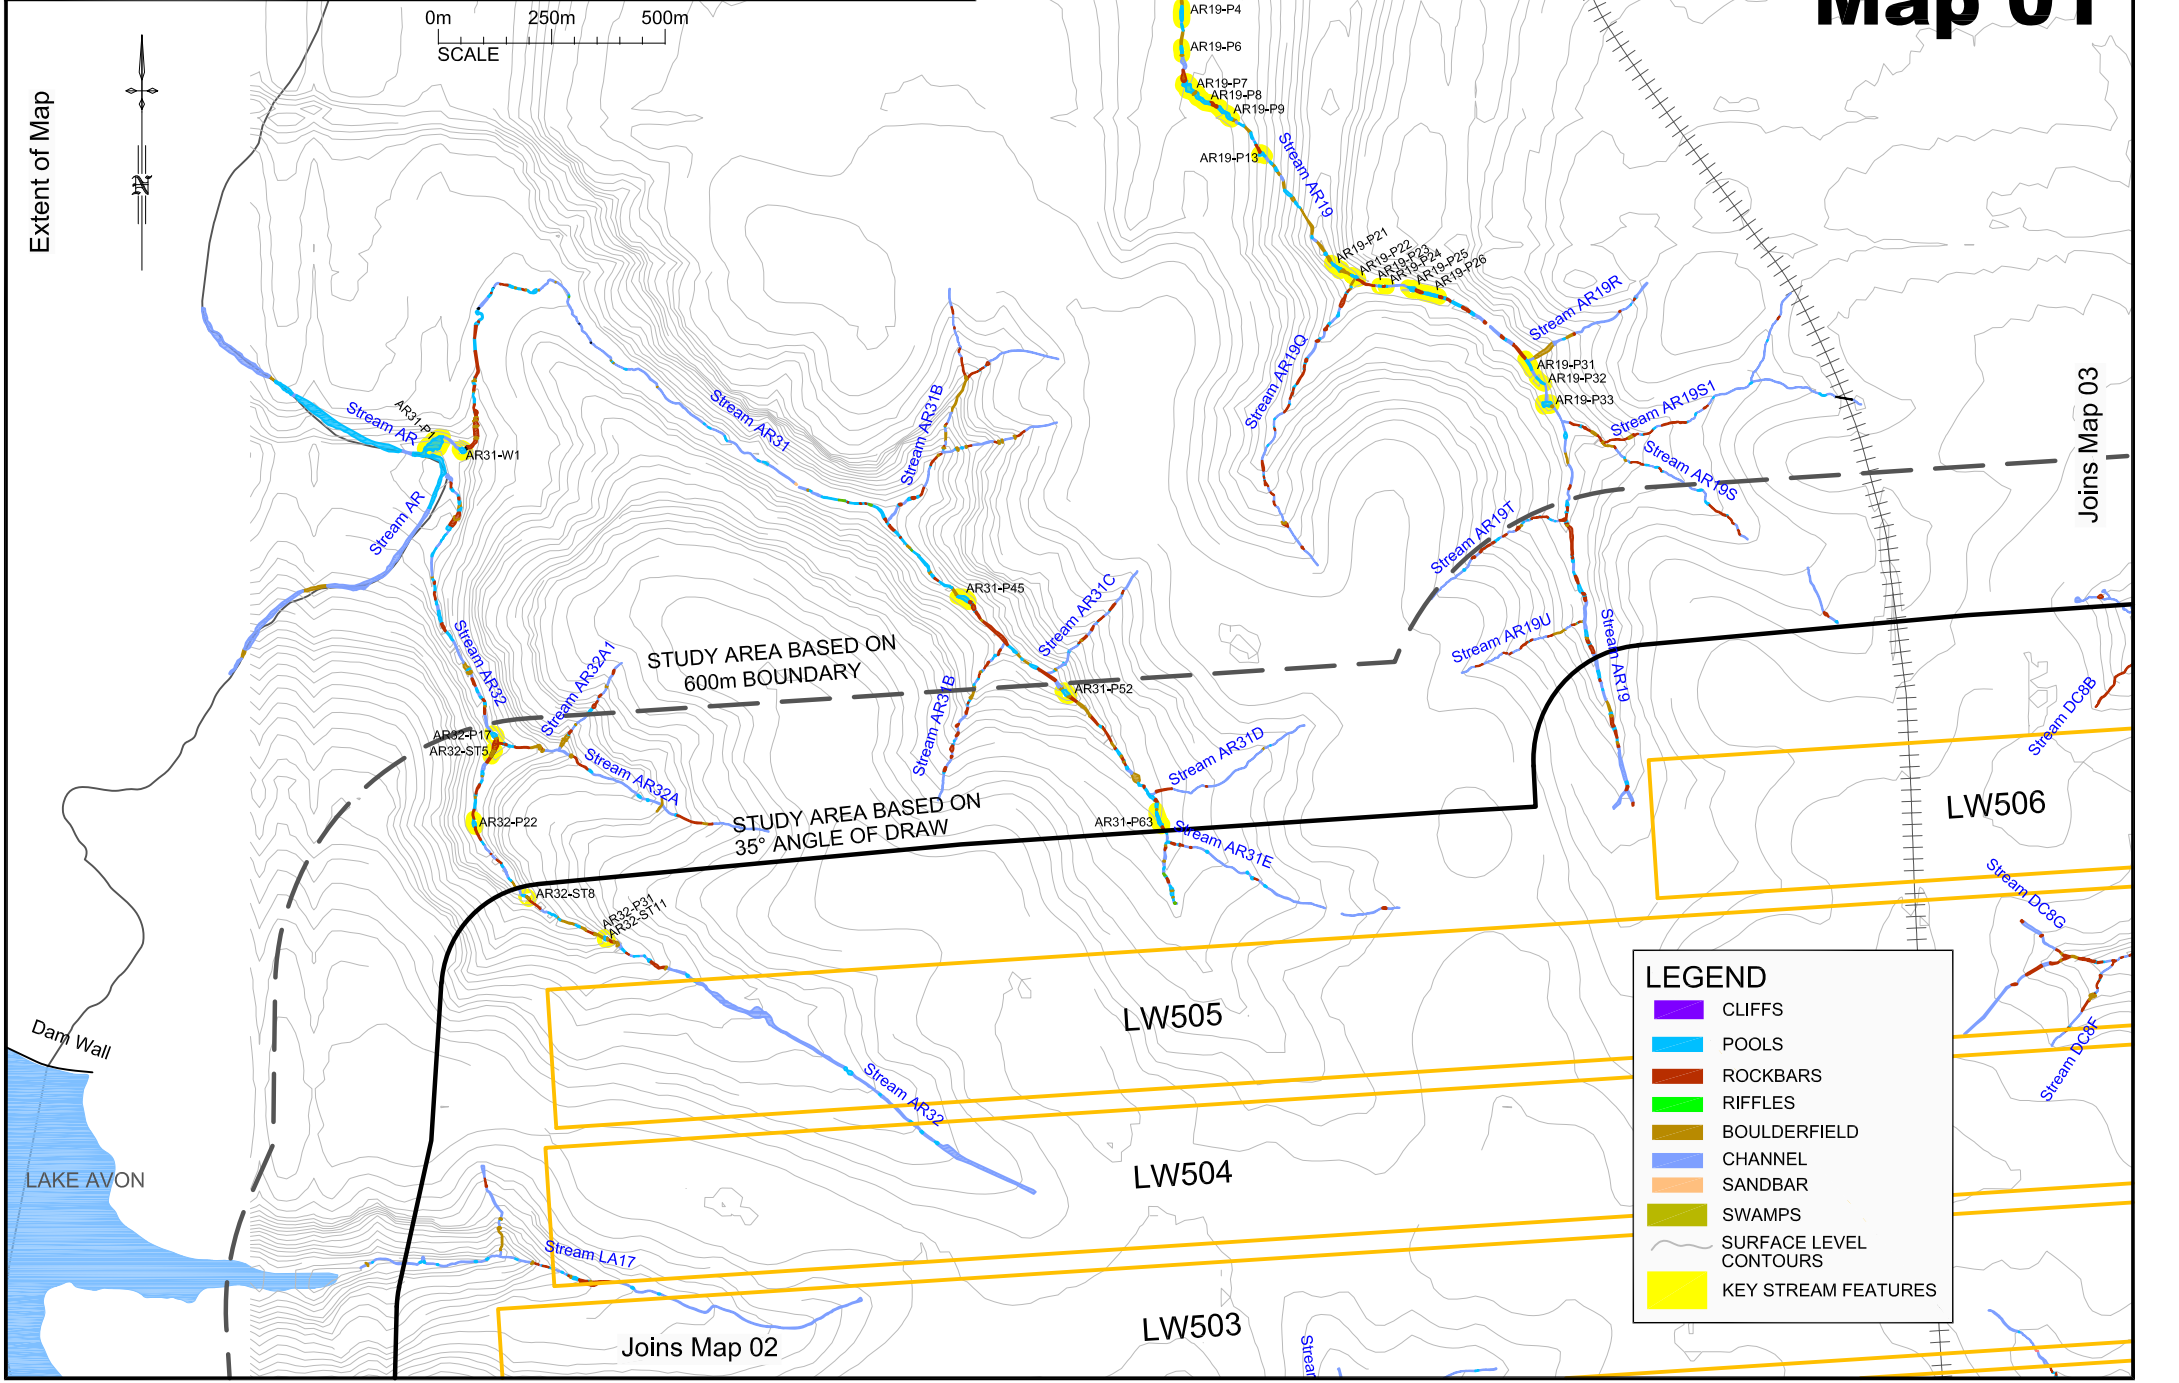 Map 01
0m 250m 500m
SCALE
Extent of Map
N
AR19-P4
AR19-P6
AR19-P7
AR19-P8
AR19-P9
AR19-P13
Stream AR19
AR19-P21
AR19-P22
AR19-P23
AR19-P24
AR19-P25
AR19-P26
Stream AR19R
Stream AR19Q
AR19-P31
AR19-P32
AR19-P33
Stream AR19S1
Stream AR19S
Joins Map 03
Stream AR
AR31-P1
AR31-W1
Stream AR
Stream AR31
Stream AR31B
Stream AR19T
AR31-P45
Stream AR31C
Stream AR19U
Stream AR19
Stream AR32
Stream AR32A1
STUDY AREA BASED ON
600m BOUNDARY
Stream AR31B
AR31-P52
AR32-P17
AR32-ST5
Stream AR32A
Stream AR31D
Stream DC8B
AR32-P22
STUDY AREA BASED ON
35° ANGLE OF DRAW
AR31-P63
Stream AR31E
LW506
AR32-ST8
AR32-P31
AR32-ST11
Stream DC8G
LW505
Dam Wall
Stream AR32
Stream DC8F
LW504
LAKE AVON
Stream LA17
LW503
Joins Map 02
Strea
LEGEND
CLIFFS
POOLS
ROCKBARS
RIFFLES
BOULDERFIELD
CHANNEL
SANDBAR
SWAMPS
SURFACE LEVEL
CONTOURS
KEY STREAM FEATURES